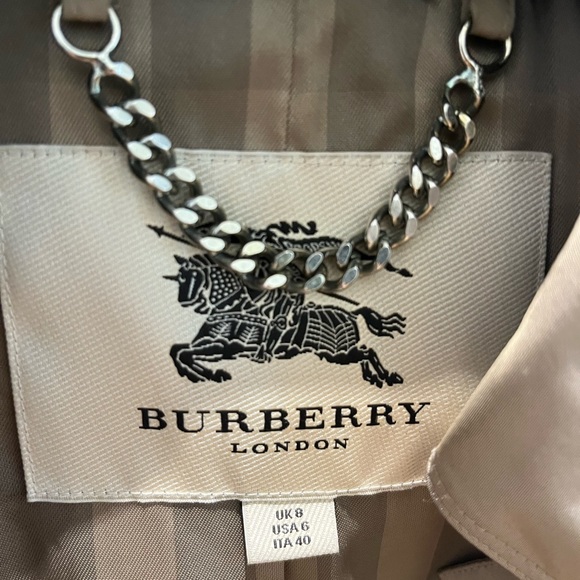 BURBERRY
LONDON
UK 8
USA 6
ITA 40